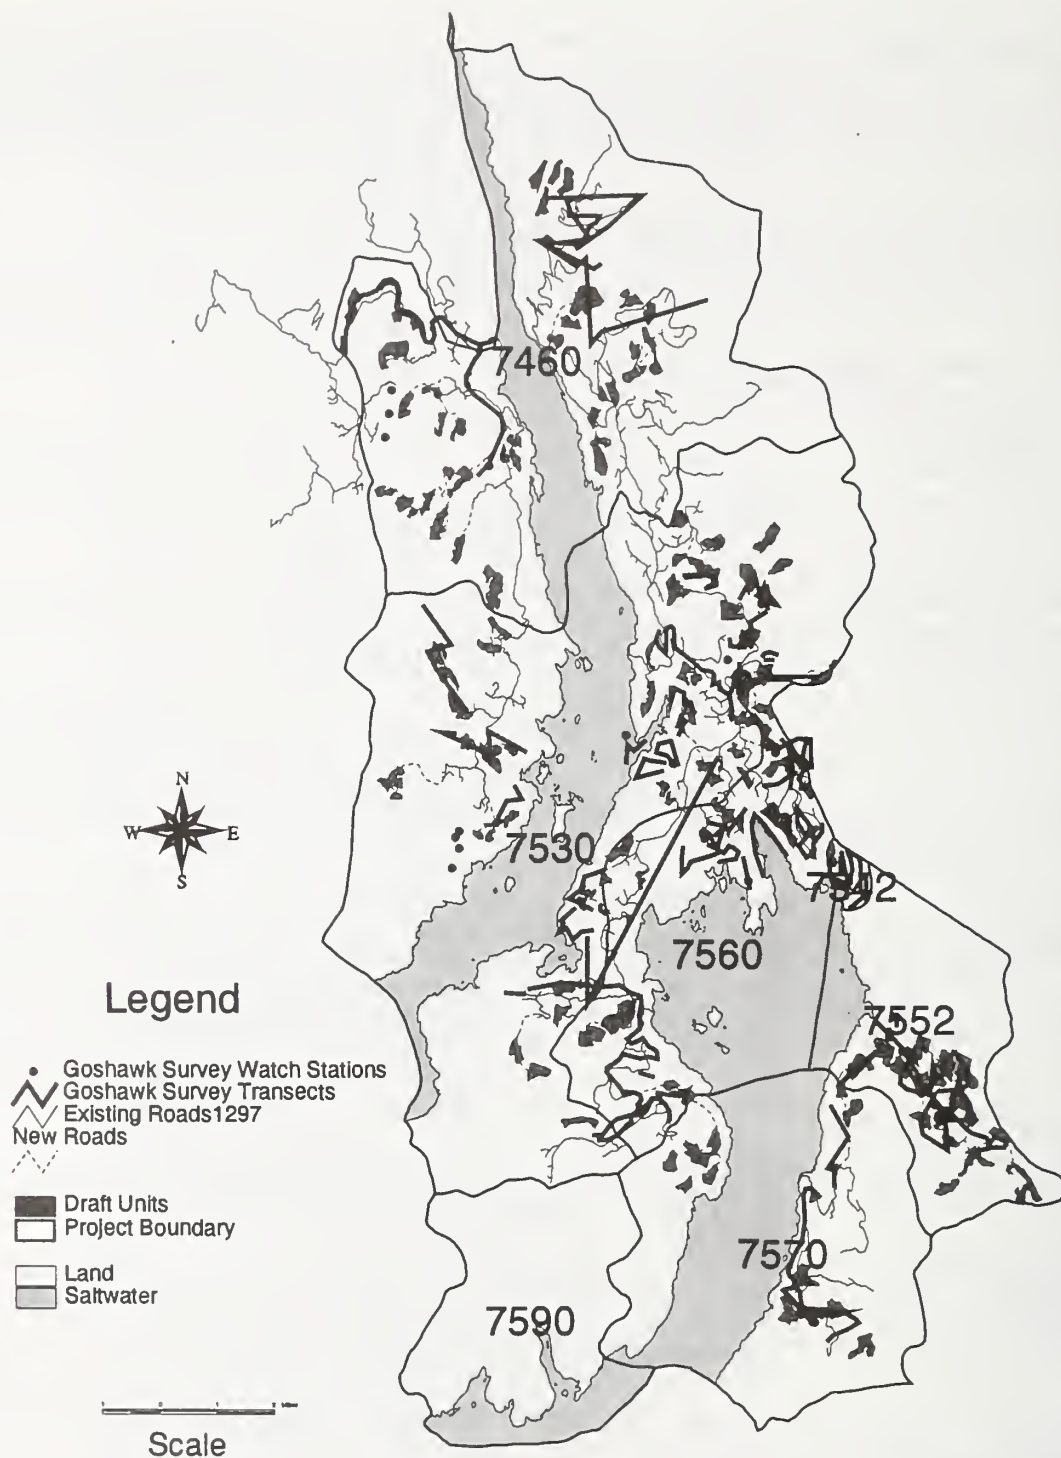 7460
N
W
E
S
7530
7542
7560
7552
Legend
Goshawk Survey Watch Stations
Goshawk Survey Transects
Existing Roads1297
New Roads
Draft Units
Project Boundary
7570
Land
Saltwater
7590
Scale